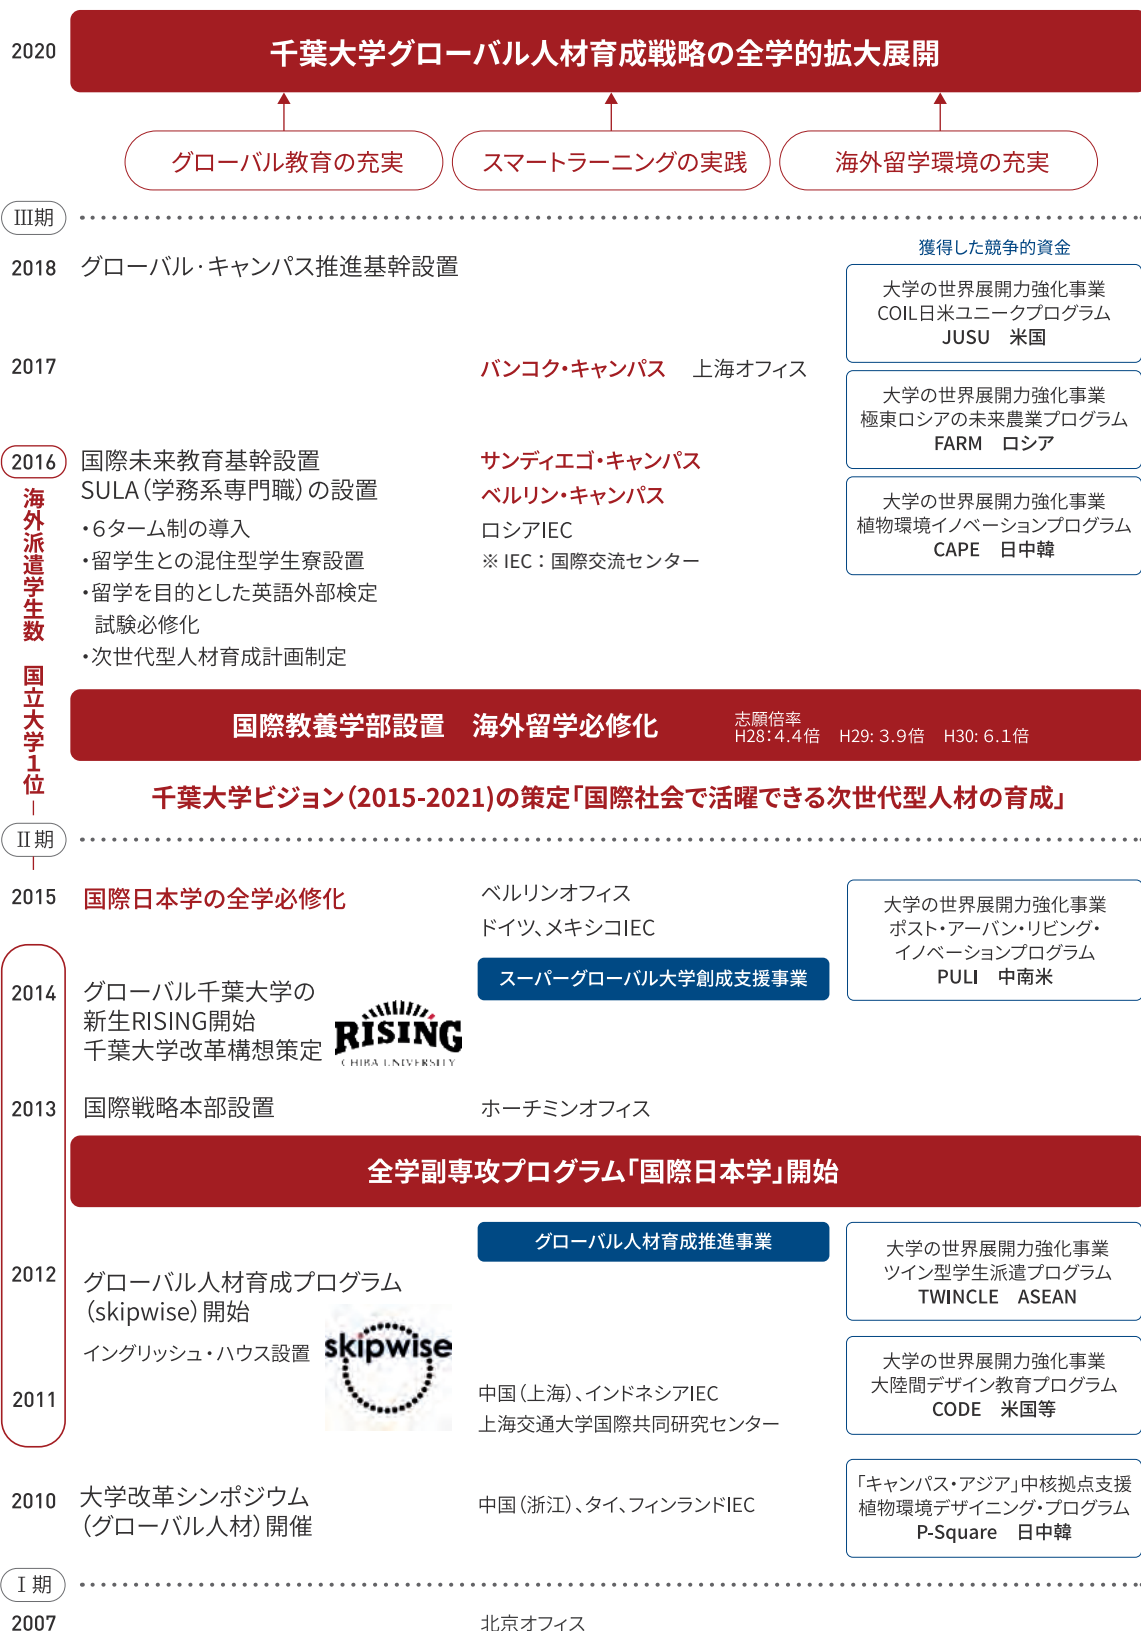 2020
千葉大学グローバル人材育成戦略の全学的拡大展開
グローバル教育の充実
スマートラーニングの実践
海外留学環境の充実
Ⅲ期
獲得した競争的資金
2018
グローバル・キャンパス推進基幹設置
大学の世界展開力強化事業
COIL日米ユニークプログラム
JUSU 米国
2017
バンコク・キャンパス 上海オフィス
大学の世界展開力強化事業
極東ロシアの未来農業プログラム
FARM ロシア
2016
国際未来教育基幹設置
SULA（学務系専門職）の設置
・6ターム制の導入
・留学生との混住型学生寮設置
・留学を目的とした英語外部検定
試験必修化
・次世代型人材育成計画制定
サンディエゴ・キャンパス
ベルリン・キャンパス
ロシアIEC
※ IEC：国際交流センター
大学の世界展開力強化事業
植物環境イノベーションプログラム
CAPE 日中韓
海外派遣学生数 国立大学1位
国際教養学部設置 海外留学必修化
志願倍率
H28：4.4倍 H29: 3.9倍 H30: 6.1倍
千葉大学ビジョン（2015-2021)の策定「国際社会で活躍できる次世代型人材の育成」
Ⅱ期
2015
国際日本学の全学必修化
ベルリンオフィス
ドイツ、メキシコIEC
大学の世界展開力強化事業
ポスト・アーバン・リビング・
イノベーションプログラム
PULI 中南米
スーパーグローバル大学創成支援事業
2014
グローバル千葉大学の
新生RISING開始
千葉大学改革構想策定
RISING
CHIBA UNIVERSITY
2013
国際戦略本部設置
ホーチミンオフィス
全学副専攻プログラム「国際日本学」開始
グローバル人材育成推進事業
2012
グローバル人材育成プログラム
（skipwise）開始
イングリッシュ・ハウス設置
skipwise
大学の世界展開力強化事業
ツイン型学生派遣プログラム
TWINCLE ASEAN
2011
中国（上海）、インドネシアIEC
上海交通大学国際共同研究センター
大学の世界展開力強化事業
大陸間デザイン教育プログラム
CODE 米国等
2010
大学改革シンポジウム
（グローバル人材）開催
中国（浙江）、タイ、フィンランドIEC
「キャンパス・アジア」中核拠点支援
植物環境デザイニング・プログラム
P-Square 日中韓
Ⅰ期
2007
北京オフィス